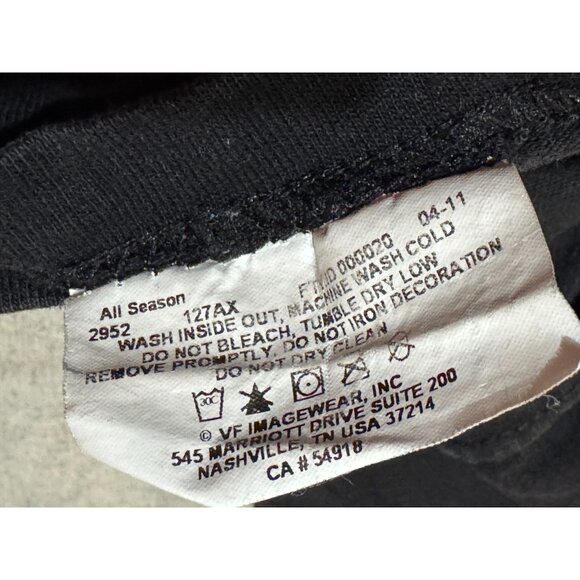 All Season
2952 127AX FTMD 000020 04-11
WASH INSIDE OUT, MACHINE WASH COLD
DO NOT BLEACH, TUMBLE DRY LOW
REMOVE PROMPTLY. DO NOT IRON DECORATION
DO NOT DRY CLEAN
30C
© VF IMAGEWEAR, INC
545 MARRIOTT DRIVE SUITE 200
NASHVILLE, TN USA 37214
CA # 54918